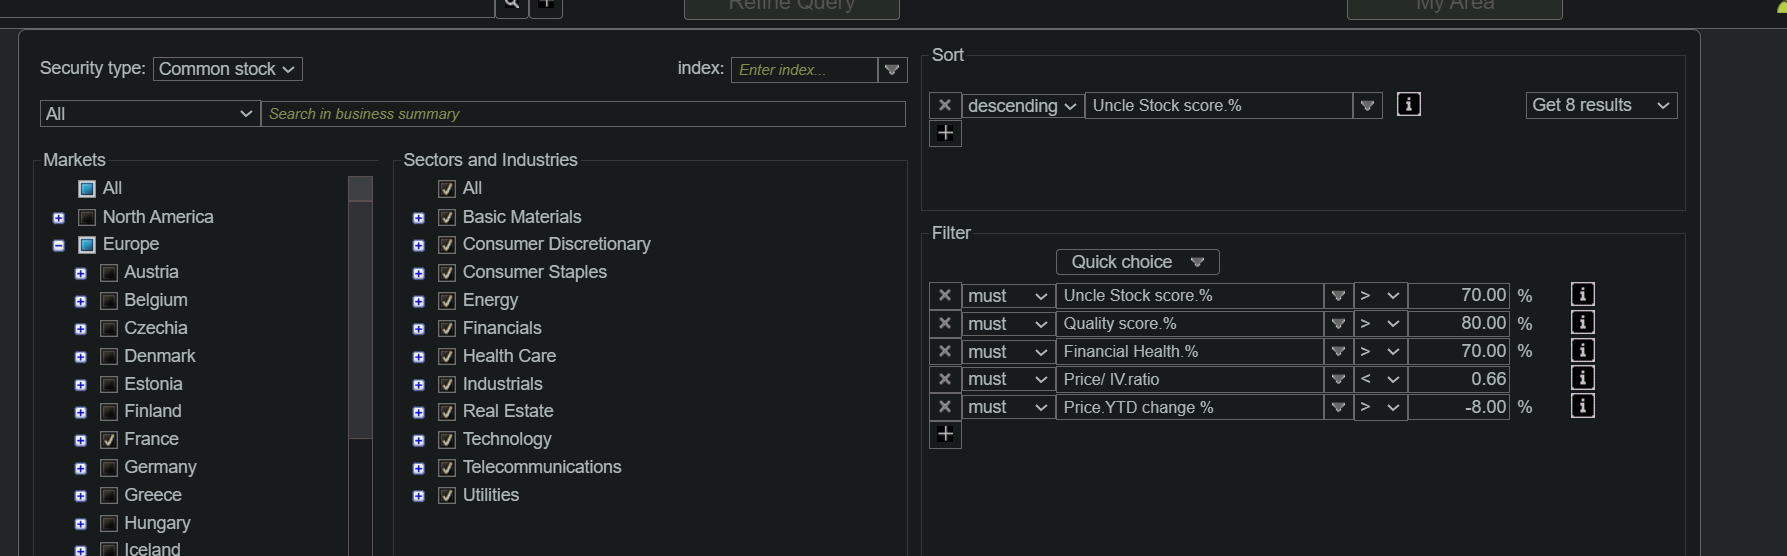 Refine Query
My Area
Security type: Common stock
index: Enter index...
All
Search in business summary
Markets
All
North America
Europe
Austria
Belgium
Czechia
Denmark
Estonia
Finland
France
Germany
Greece
Hungary
Iceland
Sectors and Industries
All
Basic Materials
Consumer Discretionary
Consumer Staples
Energy
Financials
Health Care
Industrials
Real Estate
Technology
Telecommunications
Utilities
Sort
descending Uncle Stock score.% Get 8 results
Filter
Quick choice
must Uncle Stock score.% > 70.00 %
must Quality score.% > 80.00 %
must Financial Health.% > 70.00 %
must Price/ IV.ratio < 0.66
must Price.YTD change % > -8.00 %